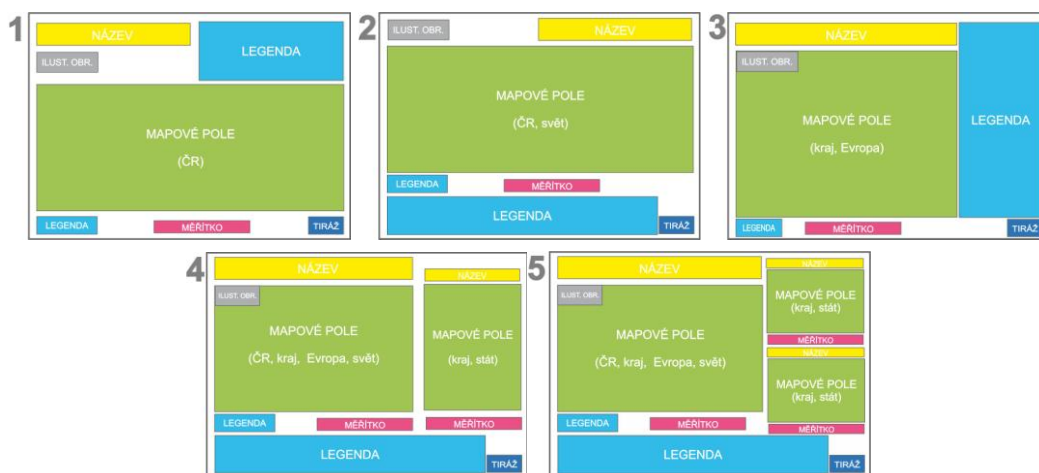 1
NÁZEV
LEGENDA
ILUST. OBR.
MAPOVÉ POLE
(ČR)
LEGENDA
MĚŘÍTKO
TIRÁŽ
2
ILUST. OBR.
NÁZEV
MAPOVÉ POLE
(ČR, svět)
LEGENDA
MĚŘÍTKO
LEGENDA
TIRÁŽ
3
NÁZEV
ILUST. OBR.
MAPOVÉ POLE
(kraj, Evropa)
LEGENDA
LEGENDA
MĚŘÍTKO
TIRÁŽ
4
NÁZEV
NÁZEV
ILUST. OBR.
MAPOVÉ POLE
(ČR, kraj, Evropa, svět)
MAPOVÉ POLE
(kraj, stát)
LEGENDA
MĚŘÍTKO
MĚŘÍTKO
LEGENDA
TIRÁŽ
5
NÁZEV
NÁZEV
ILUST. OBR.
MAPOVÉ POLE
(ČR, kraj, Evropa, svět)
MAPOVÉ POLE
(kraj, stát)
MĚŘÍTKO
NÁZEV
MAPOVÉ POLE
(kraj, stát)
LEGENDA
MĚŘÍTKO
MĚŘÍTKO
LEGENDA
TIRÁŽ